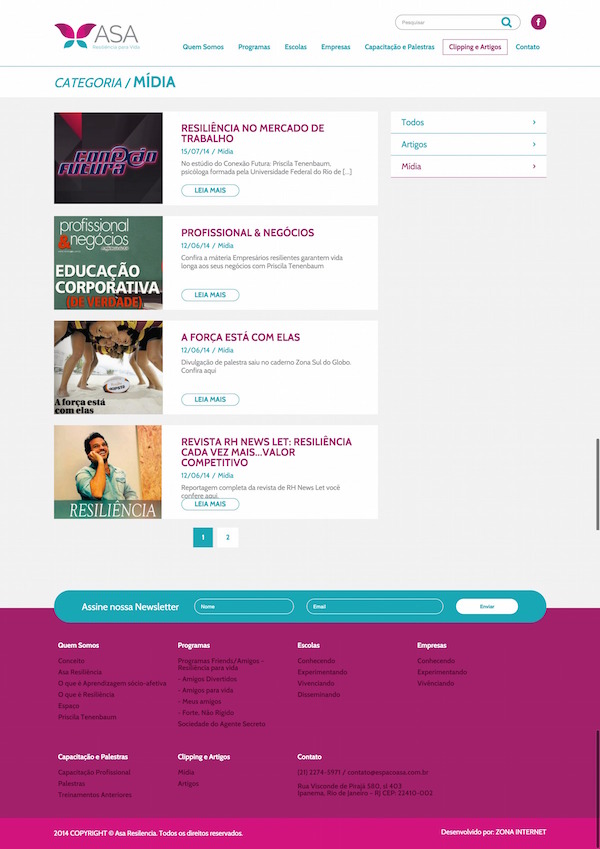 Pesquisar
f
ASA
Resiliência para Vida
Quem Somos Programas Escolas Empresas Capacitação e Palestras Clipping e Artigos Contato
CATEGORIA / MÍDIA
CONEXÃO
FUTURA
RESILIÊNCIA NO MERCADO DE
TRABALHO
15/07/14 / Mídia
No estúdio do Conexão Futura: Priscila Tenenbaum,
psicóloga formada pela Universidade Federal do Rio de [...]
LEIA MAIS
Todos
Artigos
Mídia
profissional
& negócios
EDUCAÇÃO
CORPORATIVA
(DE VERDADE)
PROFISSIONAL & NEGÓCIOS
12/06/14 / Mídia
Confira a máteria Empresários resilientes garantem vida
longa aos seus negócios com Priscila Tenenbaum
LEIA MAIS
A força está
com elas
A FORÇA ESTÁ COM ELAS
12/06/14 / Mídia
Divulgação de palestra saiu no caderno Zona Sul do Globo.
Confira aqui
LEIA MAIS
RESILIÊNCIA
REVISTA RH NEWS LET: RESILIÊNCIA
CADA VEZ MAIS...VALOR
COMPETITIVO
12/06/14 / Mídia
Reportagem completa da revista de RH News Let você
confere aqui.
LEIA MAIS
1 2
Assine nossa Newsletter Nome Email Enviar
Quem Somos
Conceito
Asa Resiliência
O que é Aprendizagem sócio-afetiva
O que é Resiliência
Espaço
Priscila Tenenbaum
Programas
Programas Friends/Amigos -
Resiliência para vida
- Amigos Divertidos
- Amigos para vida
- Meus amigos
- Forte, Não Rígido
Sociedade do Agente Secreto
Escolas
Conhecendo
Experimentando
Vivenciando
Disseminando
Empresas
Conhecendo
Experimentando
Vivênciando
Capacitação e Palestras
Capacitação Profissional
Palestras
Treinamentos Anteriores
Clipping e Artigos
Mídia
Artigos
Contato
(21) 2274-5971 / contato@espacoasa.com.br
Rua Visconde de Pirajá 580, sl 403
Ipanema, Rio de Janeiro - RJ CEP: 22410-002
2014 COPYRIGHT © Asa Resilencia. Todos os direitos reservados.
Desenvolvido por: ZONA INTERNET